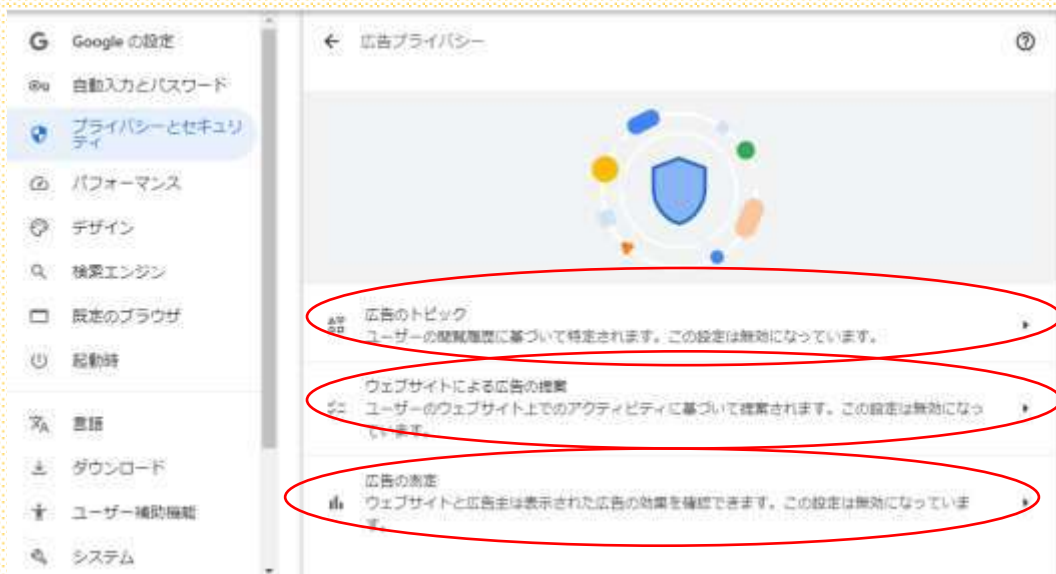 Google の設定
自動入力とパスワード
プライバシーとセキュリ
ティ
パフォーマンス
デザイン
検索エンジン
既定のブラウザ
起動時
言語
ダウンロード
ユーザー補助機能
システム
広告プライバシー
広告のトピック
ユーザーの閲覧履歴に基づいて特定されます。この設定は無効になっています。
ウェブサイトによる広告の提案
ユーザーのウェブサイト上でのアクティビティに基づいて提案されます。この設定は無効になっ
ています。
広告の測定
ウェブサイトと広告主は表示された広告の効果を確認できます。この設定は無効になっていま
す。